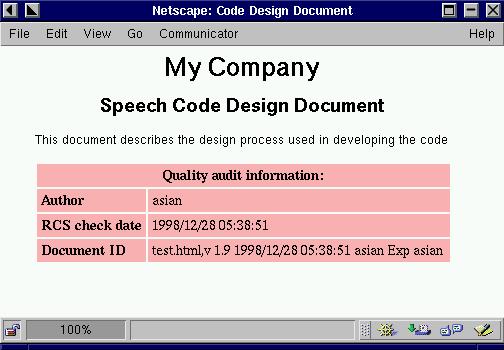 Netscape: Code Design Document
File Edit View Go Communicator Help
My Company
Speech Code Design Document
This document describes the design process used in developing the code
Quality audit information:
Author asian
RCS check date 1998/12/28 05:38:51
Document ID test.html,v 1.9 1998/12/28 05:38:51 asian Exp asian
100%